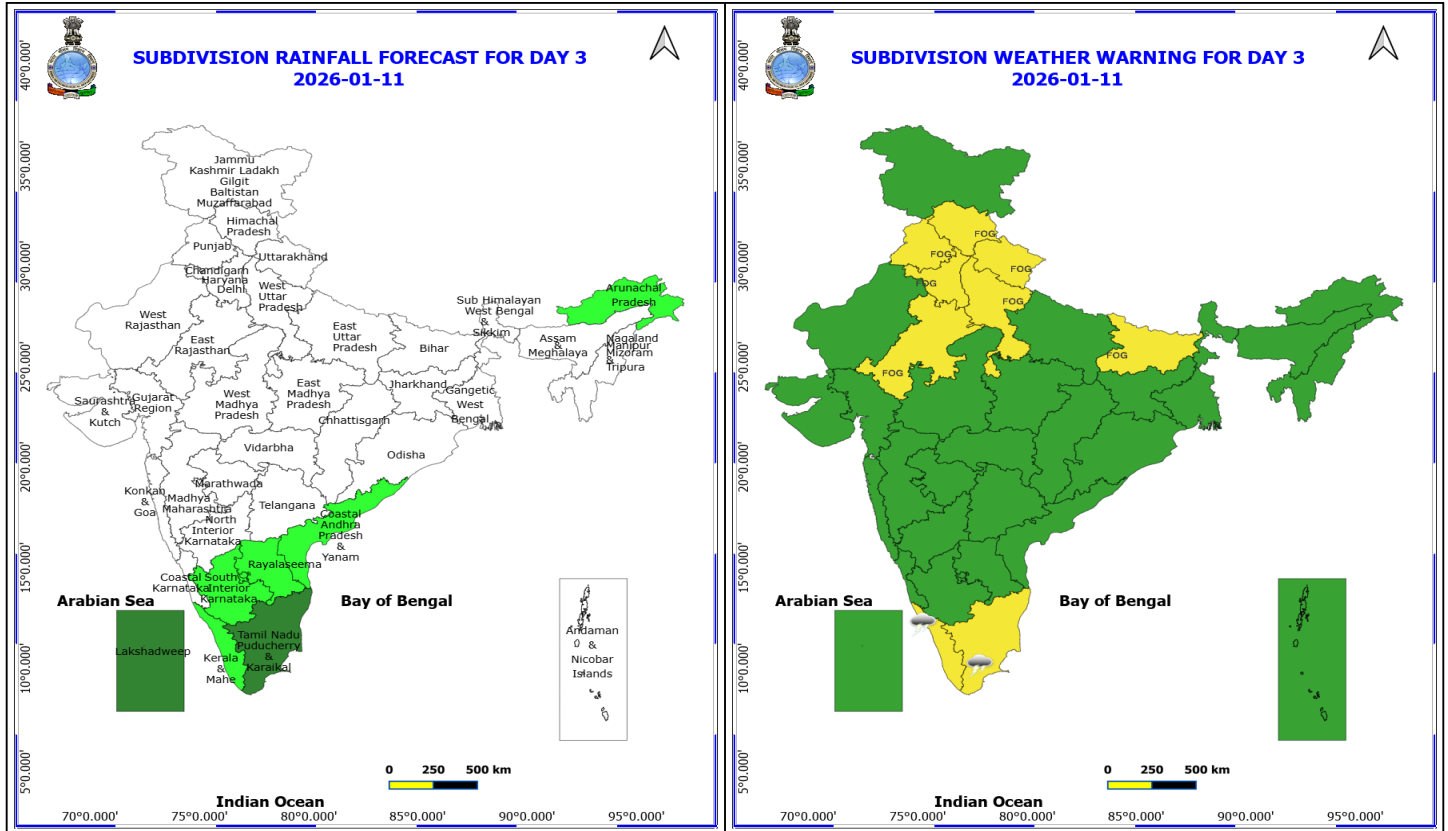 SUBDIVISION RAINFALL FORECAST FOR DAY 3
2026-01-11
40°0.000'
35°0.000'
30°0.000'
25°0.000'
20°0.000'
15°0.000'
10°0.000'
5°0.000'
Jammu
Kashmir Ladakh
Gilgit
Baltistan
Muzaffarabad
Himachal
Pradesh
Punjab
Uttarakhand
Chandigarh
Haryana
Delhi
West
Uttar
Pradesh
West
Rajasthan
East
Rajasthan
East
Uttar
Pradesh
Bihar
Sub Himalayan
West Bengal
&
Sikkim
Arunachal
Pradesh
Assam
&
Meghalaya
Nagaland
Manipur
Mizoram
&
Tripura
Saurashtra
&
Kutch
Gujarat
Region
West
Madhya
Pradesh
East
Madhya
Pradesh
Jharkhand
Gangetic
West
Bengal
Chhattisgarh
Odisha
Vidarbha
Konkan
&
Goa
Madhya
Maharashtra
Marathwada
Telangana
North
Interior
Karnataka
Coastal
Andhra
Pradesh
&
Yanam
Rayalaseema
Coastal
Karnataka
South
Interior
Karnataka
Arabian Sea
Bay of Bengal
Lakshadweep
Kerala
&
Mahe
Tamil Nadu
Puducherry
&
Karaikal
Andaman
&
Nicobar
Islands
0 250 500 km
Indian Ocean
70°0.000' 75°0.000' 80°0.000' 85°0.000' 90°0.000' 95°0.000'
SUBDIVISION WEATHER WARNING FOR DAY 3
2026-01-11
40°0.000'
35°0.000'
30°0.000'
25°0.000'
20°0.000'
15°0.000'
10°0.000'
5°0.000'
FOG
FOG
FOG
FOG
FOG
FOG
FOG
Arabian Sea
Bay of Bengal
0 250 500 km
Indian Ocean
70°0.000' 75°0.000' 80°0.000' 85°0.000' 90°0.000' 95°0.000'